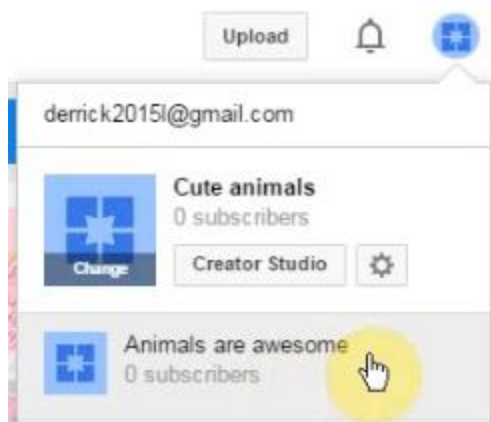 Upload
derrick2015l@gmail.com
Cute animals
0 subscribers
Change
Creator Studio
Animals are awesome
0 subscribers